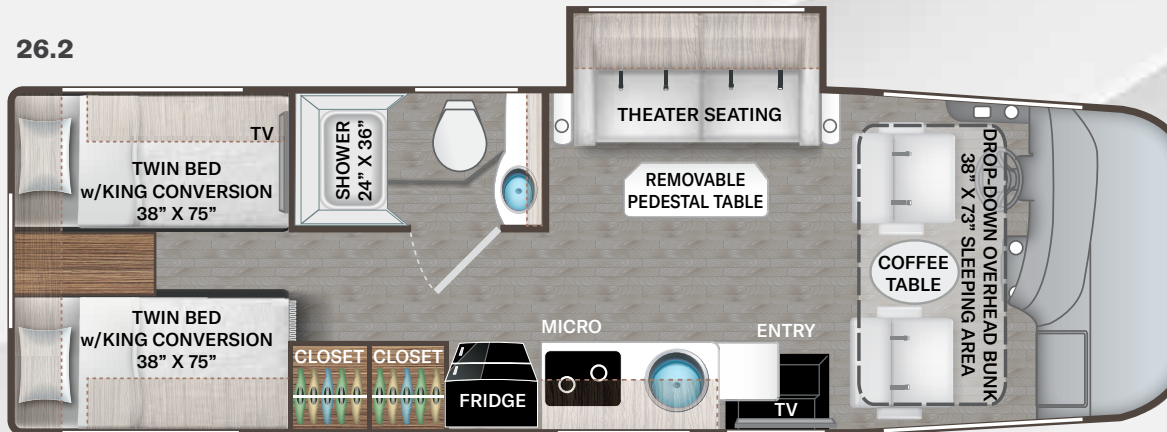 26.2
TV
TWIN BED
w/KING CONVERSION
38” X 75”
SHOWER
24” X 36”
THEATER SEATING
REMOVABLE
PEDESTAL TABLE
DROP-DOWN OVERHEAD BUNK
38” X 73” SLEEPING AREA
COFFEE
TABLE
TWIN BED
w/KING CONVERSION
38” X 75”
CLOSET
CLOSET
FRIDGE
MICRO
ENTRY
TV